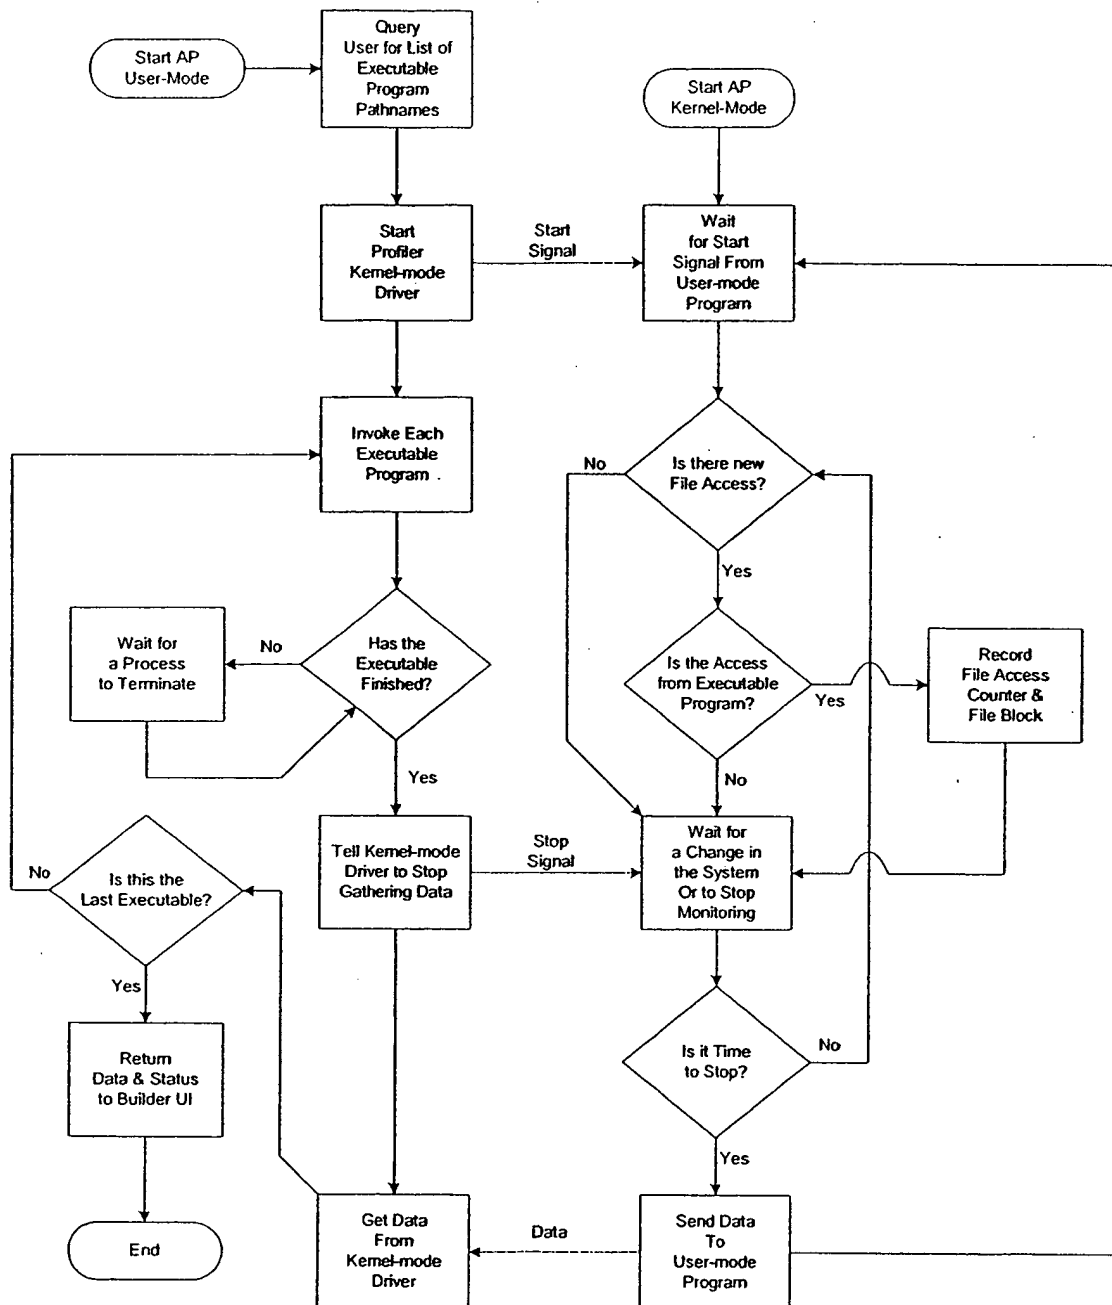 Start AP
User-Mode
Query
User for List of
Executable
Program
Pathnames
Start AP
Kernel-Mode
Start
Profiler
Kernel-mode
Driver
Start
Signal
Wait
for Start
Signal From
User-mode
Program
Invoke Each
Executable
Program
No
Is there new
File Access?
Yes
Wait for
a Process
to Terminate
No
Has the
Executable
Finished?
Is the Access
from Executable
Program?
Yes
Record
File Access
Counter &
File Block
Yes
No
No
Is this the
Last Executable?
Tell Kernel-mode
Driver to Stop
Gathering Data
Stop
Signal
Wait for
a Change in
the System
Or to Stop
Monitoring
Yes
Return
Data & Status
to Builder UI
Is it Time
to Stop?
No
Yes
End
Get Data
From
Kernel-mode
Driver
Data
Send Data
To
User-mode
Program